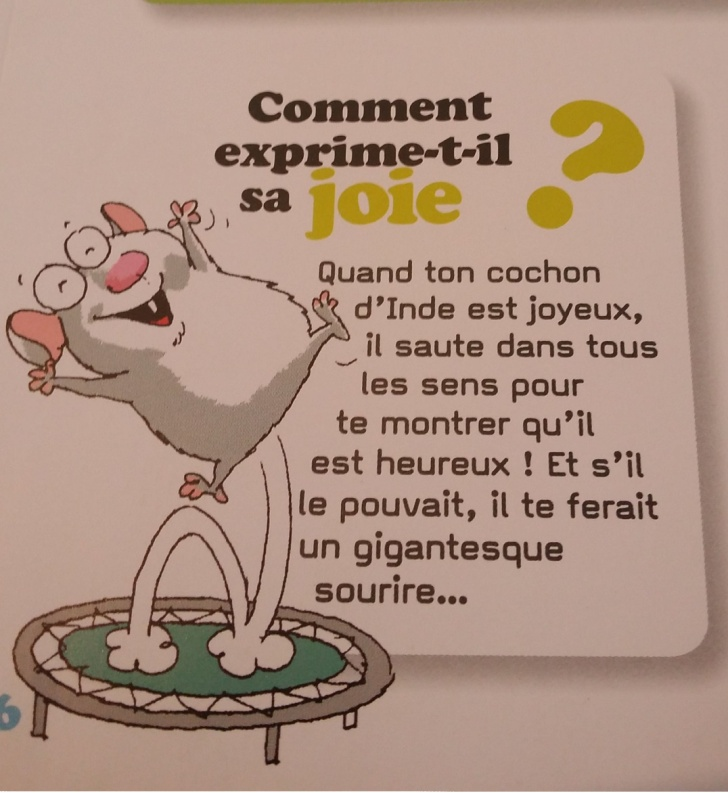 Comment
exprime-t-il
sa joie ?
Quand ton cochon
d'Inde est joyeux,
il saute dans tous
les sens pour
te montrer qu'il
est heureux ! Et s'il
le pouvait, il te ferait
un gigantesque
sourire...
6